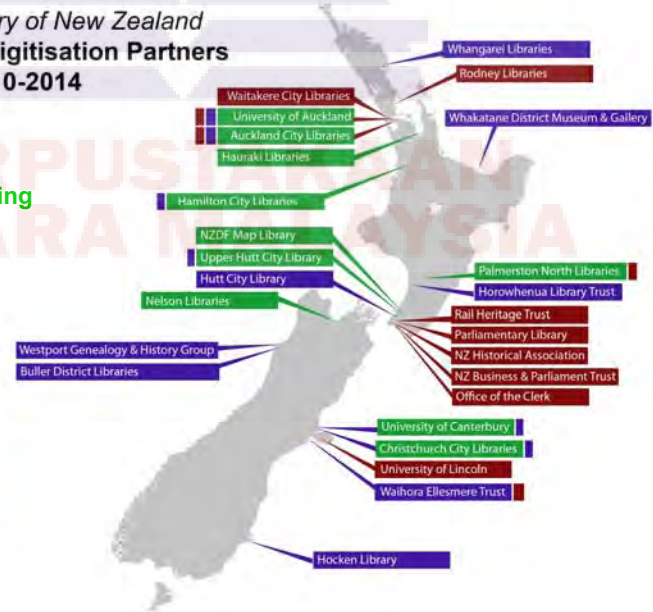 ry of New Zealand
igitisation Partners
0-2014
ing
Whangarei Libraries
Rodney Libraries
Waitakere City Libraries
University of Auckland
Auckland City Libraries
Hauraki Libraries
Whakatane District Museum & Gallery
Hamilton City Libraries
NZDF Map Library
Upper Hutt City Library
Hutt City Library
Nelson Libraries
Palmerston North Libraries
Horowhenua Library Trust
Rail Heritage Trust
Parliamentary Library
NZ Historical Association
NZ Business & Parliament Trust
Office of the Clerk
Westport Genealogy & History Group
Buller District Libraries
University of Canterbury
Christchurch City Libraries
University of Lincoln
Waihora Ellesmere Trust
Hocken Library
RPUSTAKAAN
ARA MALAYSIA